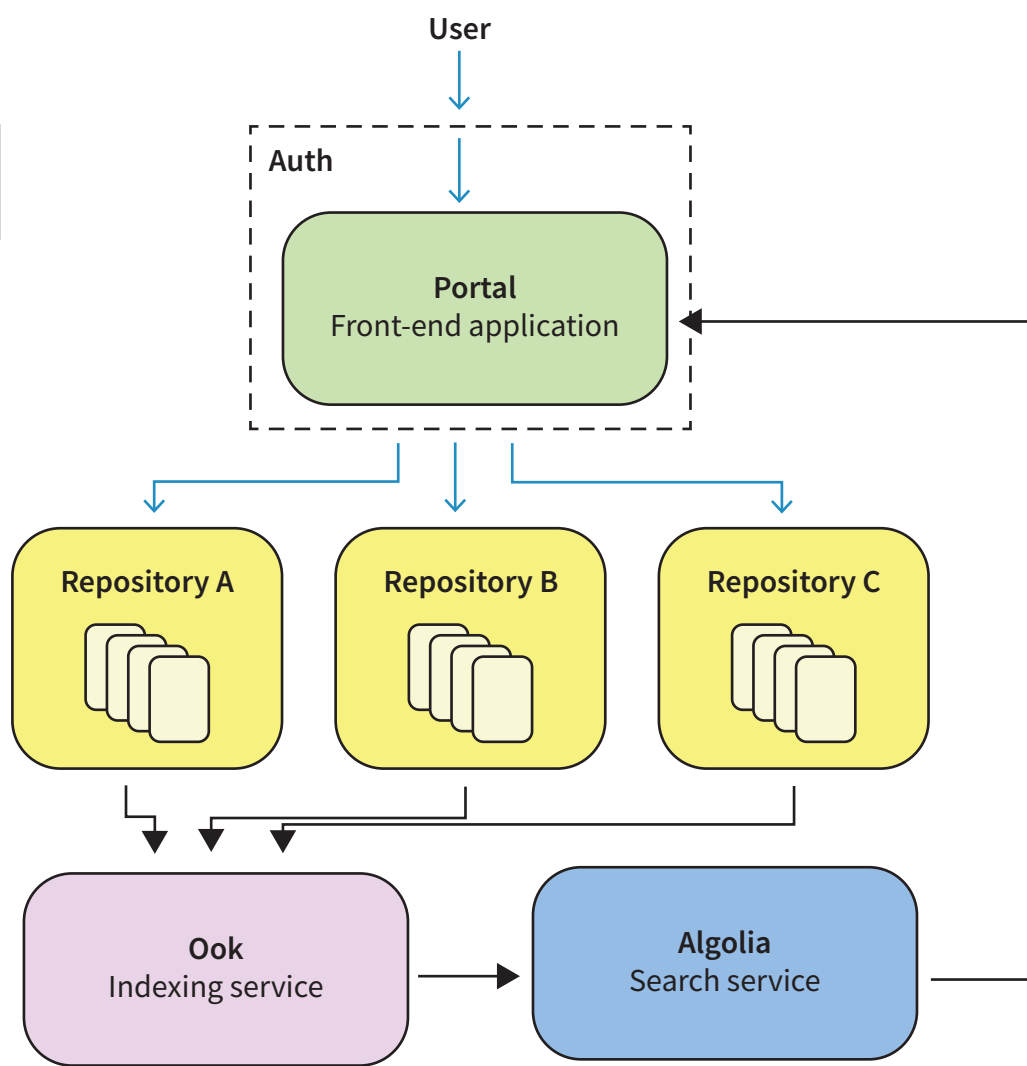 User
Auth
Portal
Front-end application
Repository A
Repository B
Repository C
Ook
Indexing service
Algolia
Search service